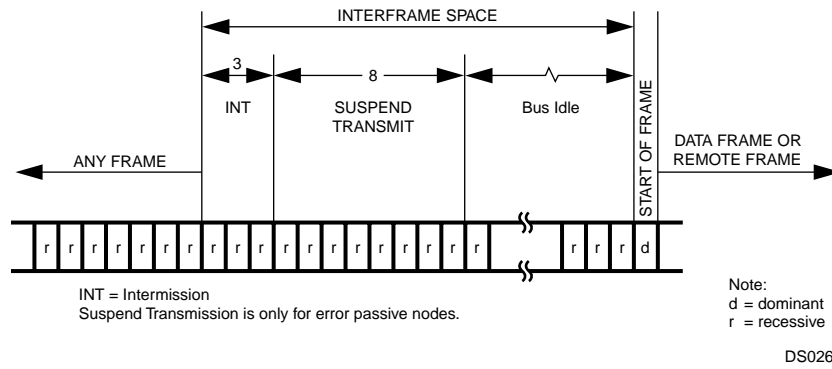 INTERFRAME SPACE
3
8
INT
SUSPEND
TRANSMIT
Bus Idle
START OF FRAME
ANY FRAME
DATA FRAME OR
REMOTE FRAME
r r r r r r r r r r r r r r r r r r r r r r d
INT = Intermission
Suspend Transmission is only for error passive nodes.
Note:
d = dominant
r = recessive
DS026